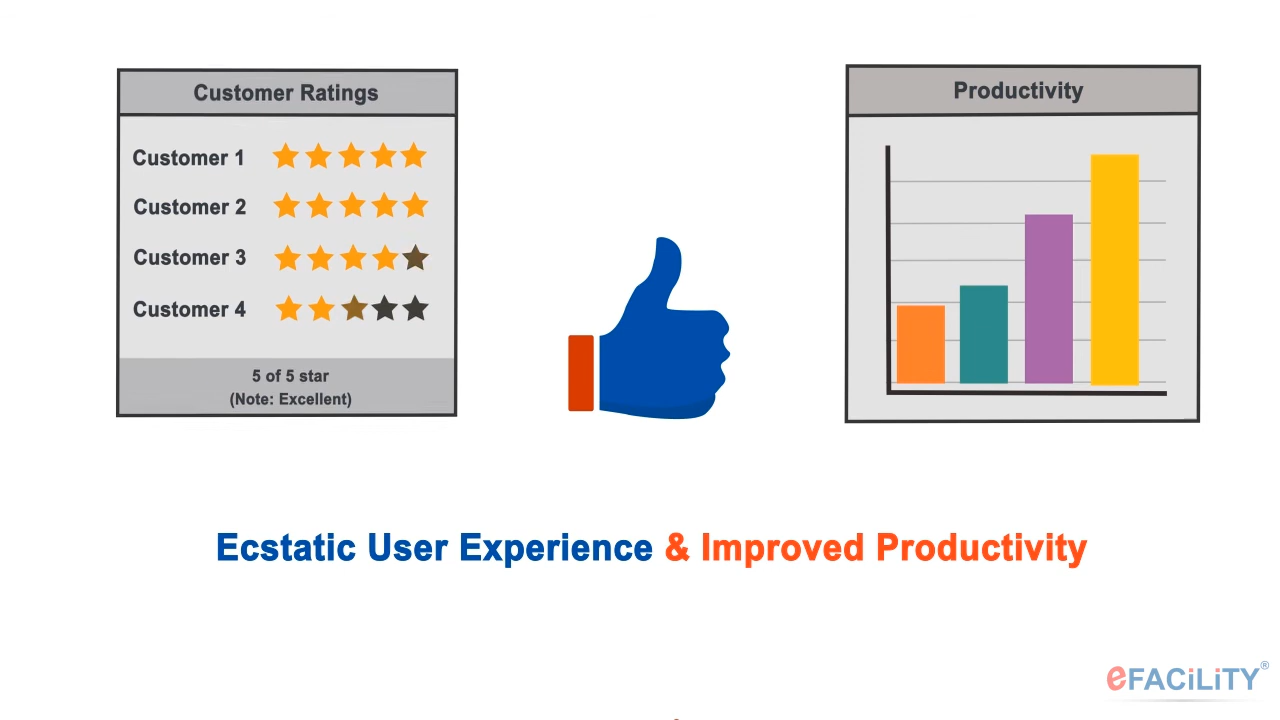 Customer Ratings
Customer 1
Customer 2
Customer 3
Customer 4
5 of 5 star
(Note: Excellent)
Productivity
Ecstatic User Experience & Improved Productivity
eFACiLiTY®